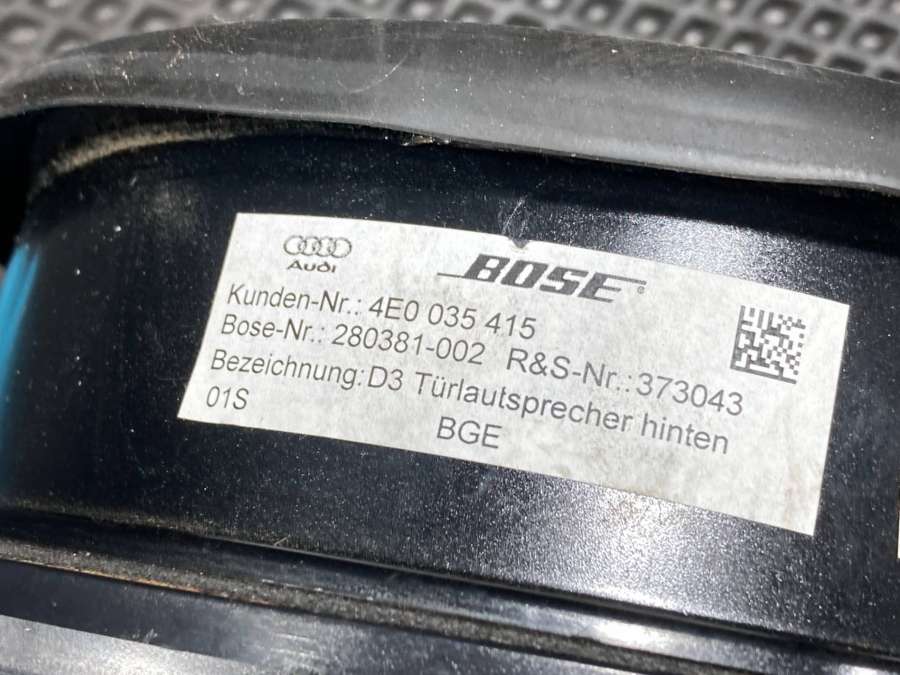 Audi
BOSE®
Kunden-Nr.: 4E0 035 415
Bose-Nr.: 280381-002 R&S-Nr.: 373043
Bezeichnung: D3 Türlautsprecher hinten
01S BGE